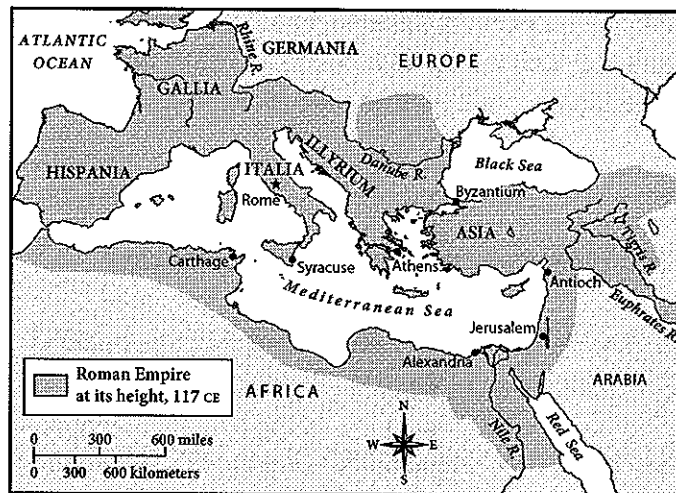 ATLANTIC
OCEAN
Rhine R.
GERMANIA
EUROPE
GALLIA
HISPANIA
ITALIA
Rome
ILLYRIUM
Danube R.
Black Sea
Byzantium
ASIA
Tigris R.
Carthage
Syracuse
Athens
Antioch
Mediterranean Sea
Euphrates R.
Jerusalem
Alexandria
ARABIA
Roman Empire
at its height, 117 CE
AFRICA
Nile R.
Red Sea
N
W E
S
0 300 600 miles
0 300 600 kilometers